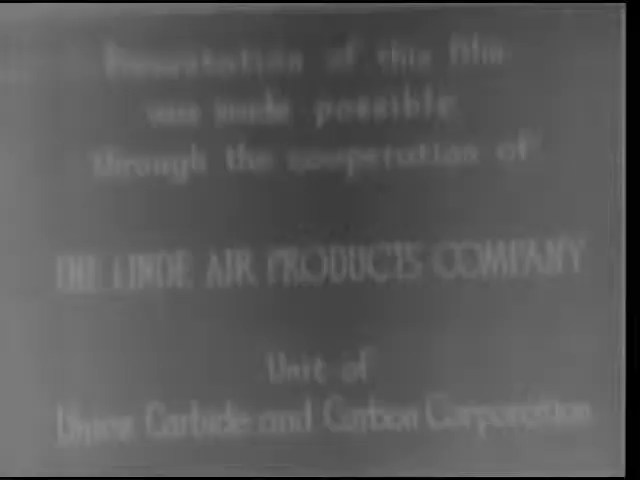 Presentation of this film
was made possible
through the cooperation of
THE LINDE AIR PRODUCTS COMPANY
Unit of
Union Carbide and Carbon Corporation